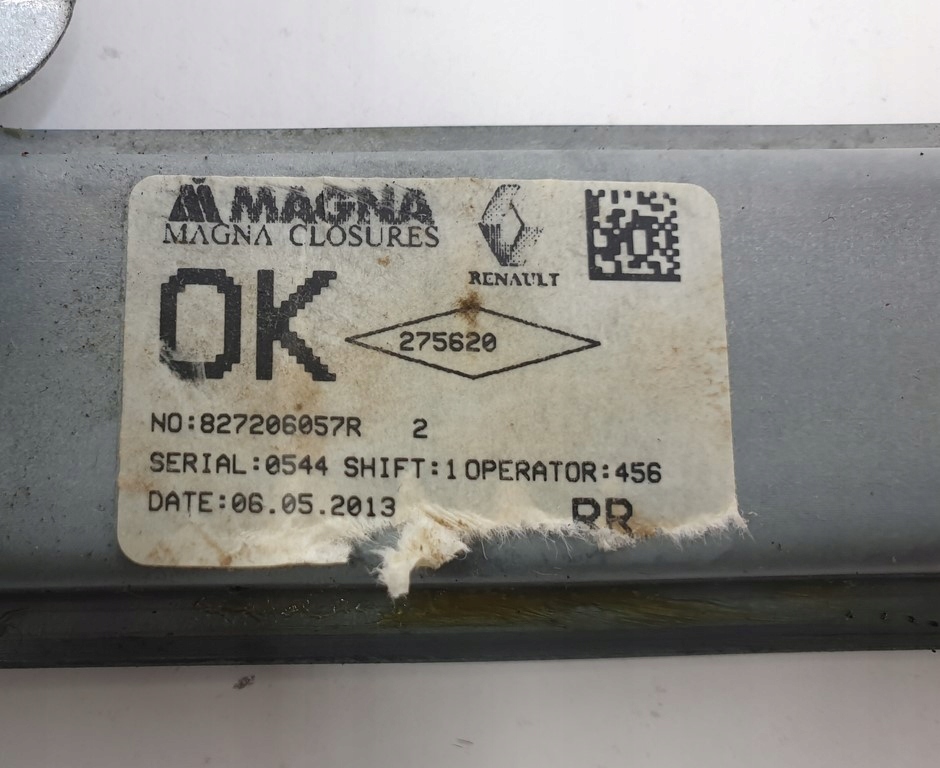 MAGNA
MAGNA CLOSURES
RENAULT
OK
275620
NO:827206057R 2
SERIAL:0544 SHIFT:1 OPERATOR:456
DATE:06.05.2013
RR